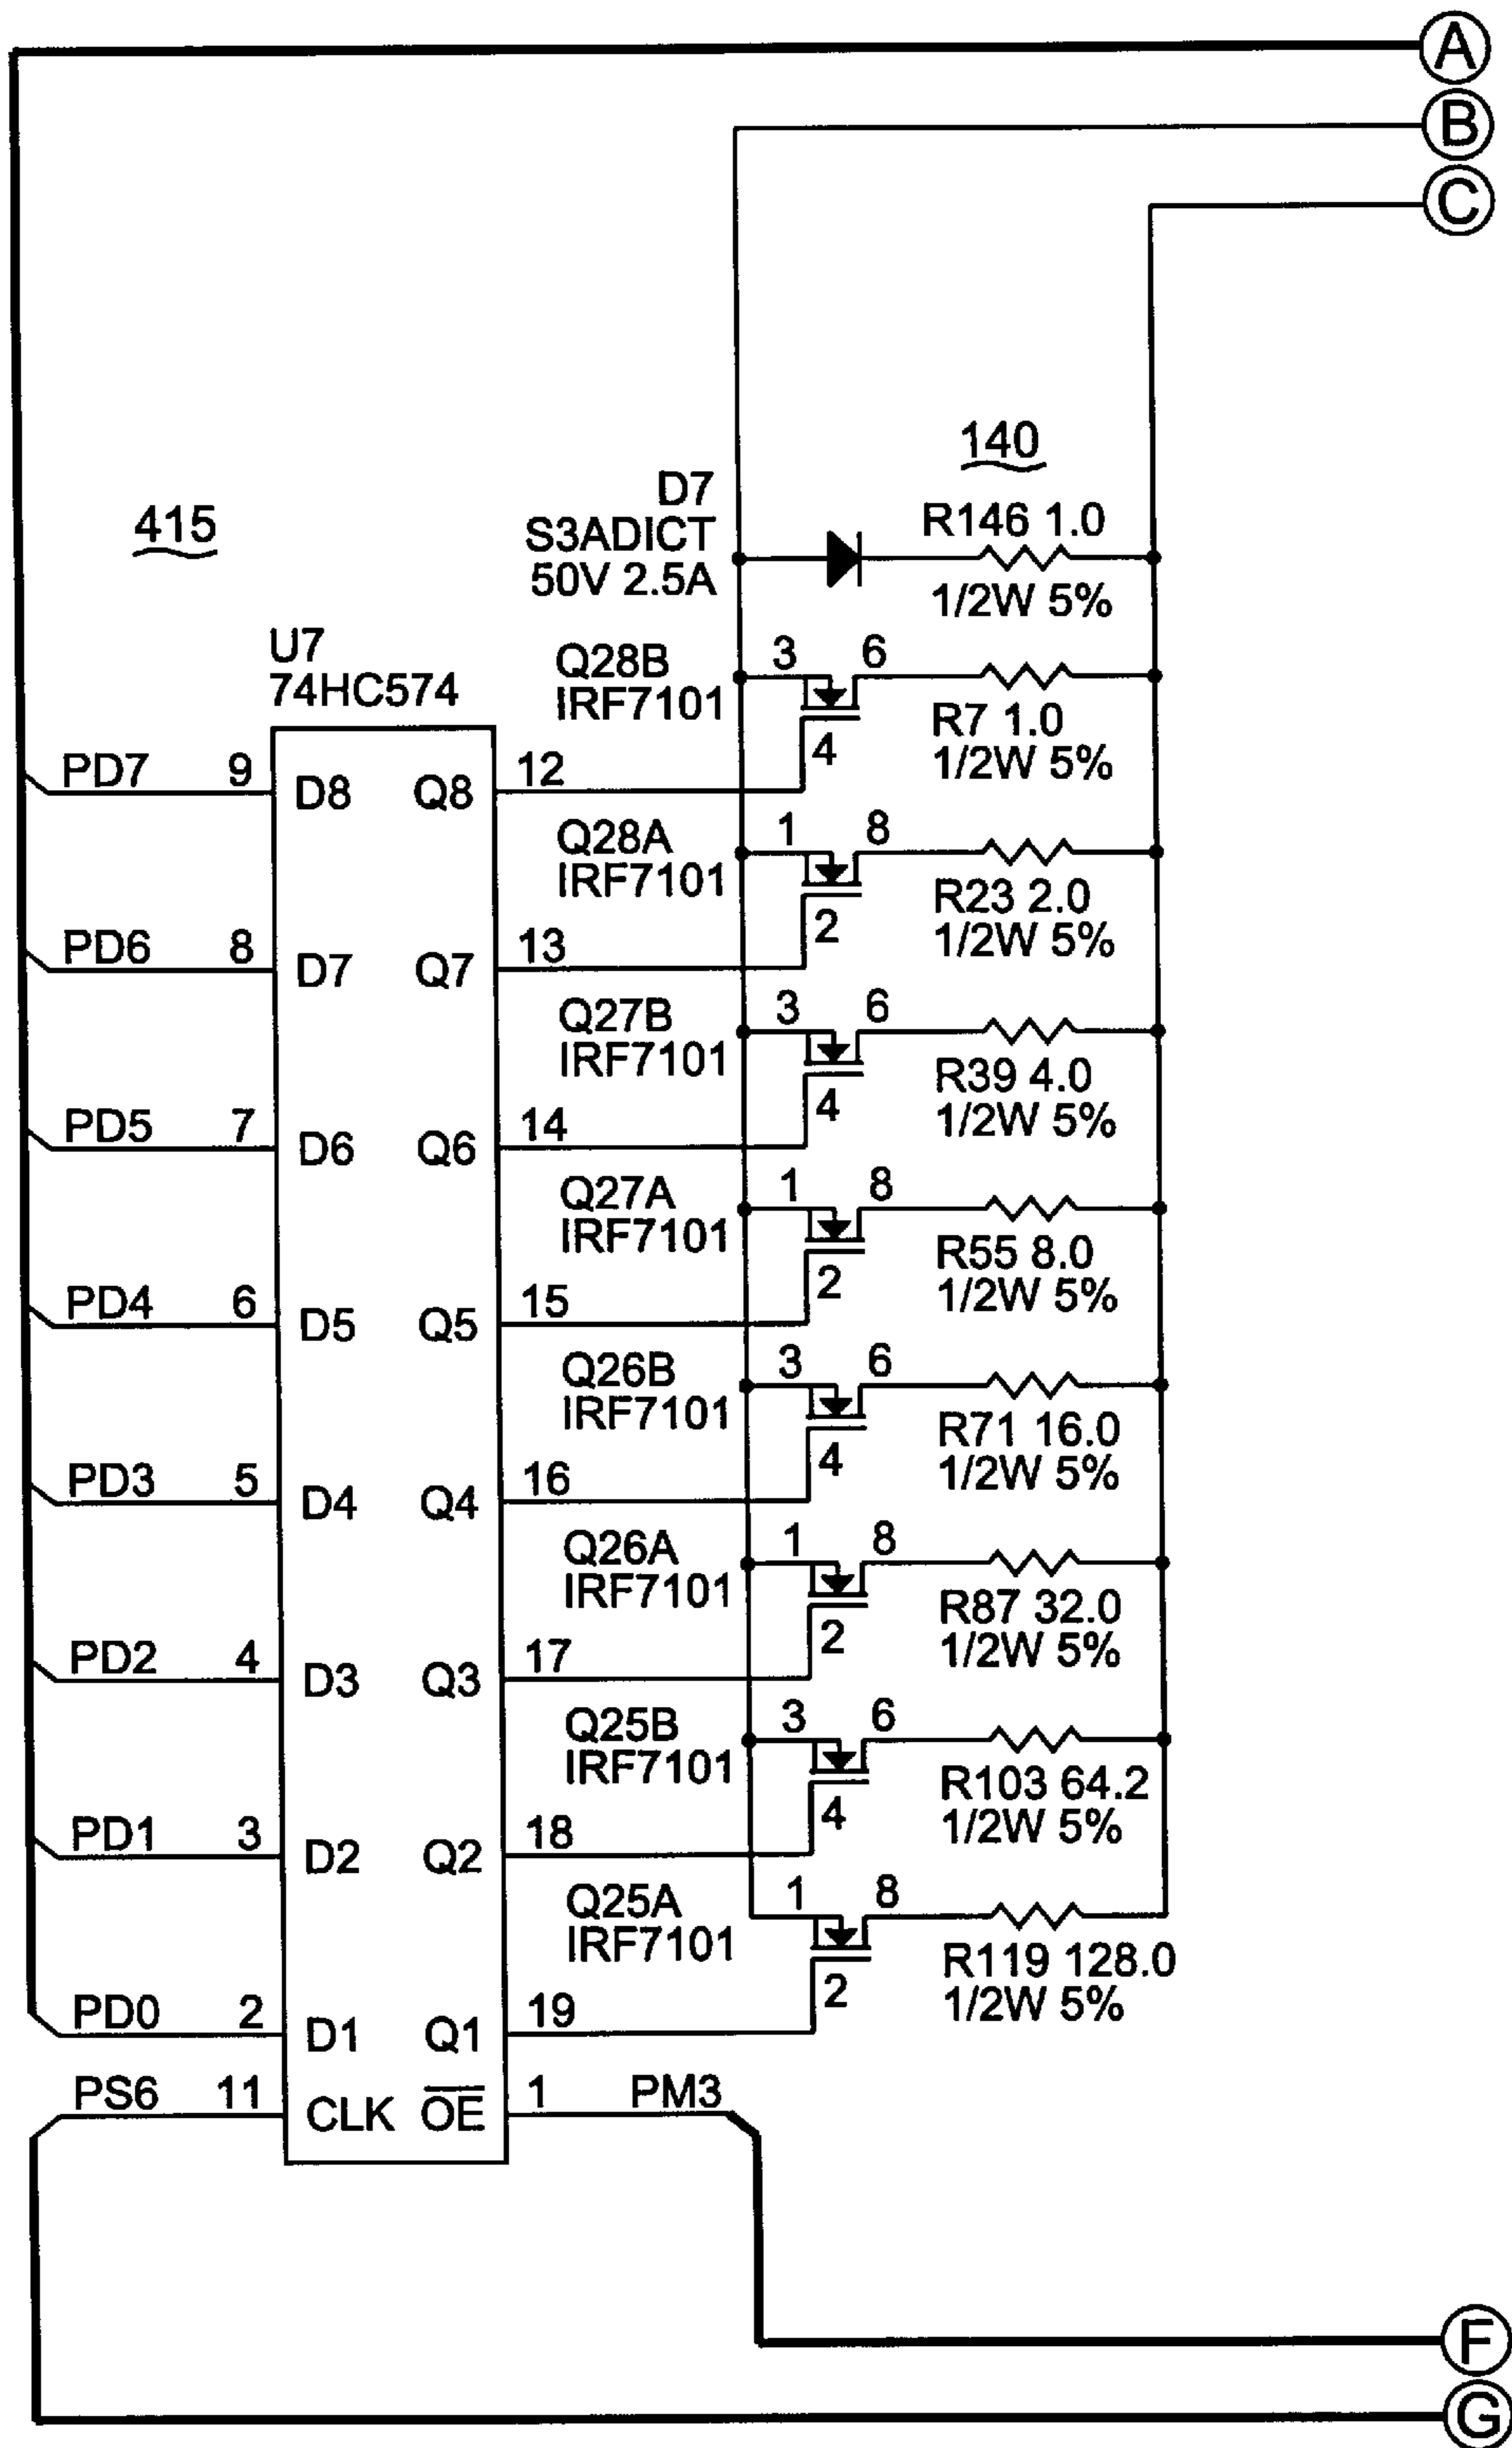 A
B
C
140
415
D7
S3ADICT
50V 2.5A
R146 1.0
1/2W 5%
U7
74HC574
Q28B
IRF7101
3
6
4
R7 1.0
1/2W 5%
PD7 9
D8 Q8
12
Q28A
IRF7101
1
8
2
R23 2.0
1/2W 5%
PD6 8
D7 Q7
13
Q27B
IRF7101
3
6
4
R39 4.0
1/2W 5%
PD5 7
D6 Q6
14
Q27A
IRF7101
1
8
2
R55 8.0
1/2W 5%
PD4 6
D5 Q5
15
Q26B
IRF7101
3
6
4
R71 16.0
1/2W 5%
PD3 5
D4 Q4
16
Q26A
IRF7101
1
8
2
R87 32.0
1/2W 5%
PD2 4
D3 Q3
17
Q25B
IRF7101
3
6
4
R103 64.2
1/2W 5%
PD1 3
D2 Q2
18
Q25A
IRF7101
1
8
2
R119 128.0
1/2W 5%
PD0 2
D1 Q1
19
PS6 11
CLK OE
1 PM3
F
G